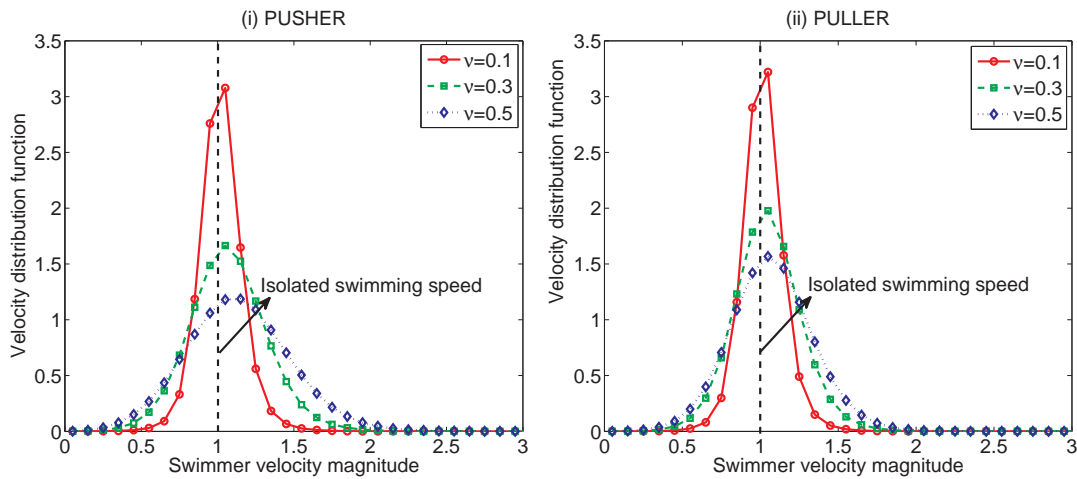 (i) PUSHER
Velocity distribution function
3.5
3
2.5
2
1.5
1
0.5
0
ν=0.1
ν=0.3
ν=0.5
Isolated swimming speed
0 0.5 1 1.5 2 2.5 3
Swimmer velocity magnitude
(ii) PULLER
Velocity distribution function
3.5
3
2.5
2
1.5
1
0.5
0
ν=0.1
ν=0.3
ν=0.5
Isolated swimming speed
0 0.5 1 1.5 2 2.5 3
Swimmer velocity magnitude